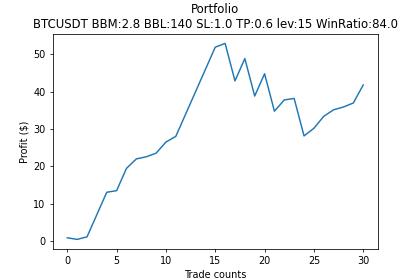 Portfolio
BTCUSDT BBM:2.8 BBL:140 SL:1.0 TP:0.6 lev:15 WinRatio:84.0
Profit ($)
50
40
30
20
10
0
0 5 10 15 20 25 30
Trade counts